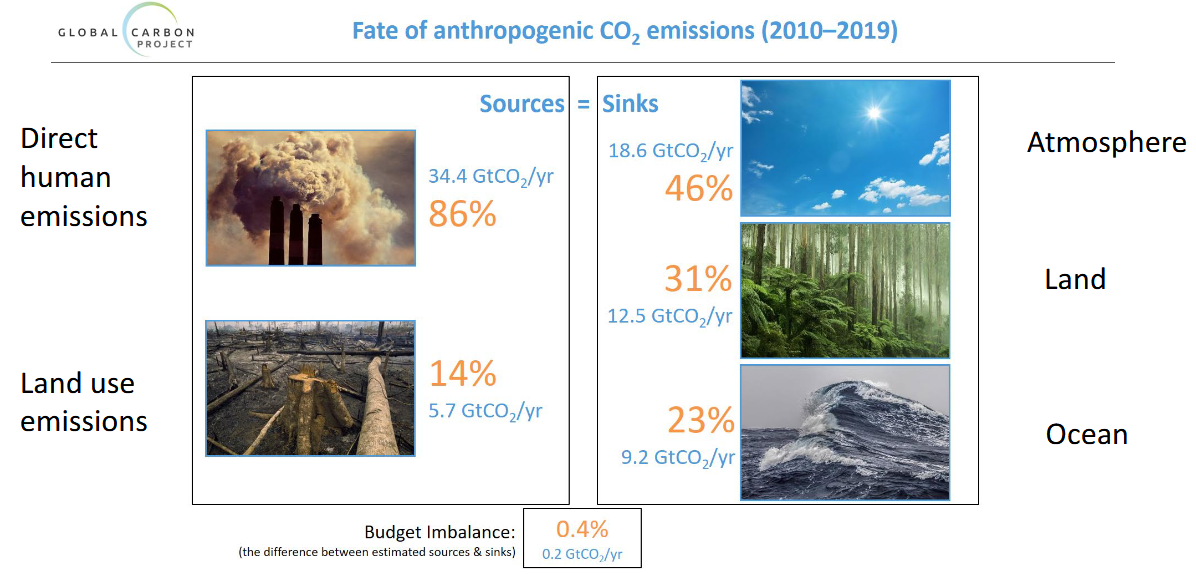 GLOBAL CARBON
PROJECT
Fate of anthropogenic CO₂ emissions (2010–2019)
Sources = Sinks
Direct
human
emissions
34.4 GtCO₂/yr
86%
Land use
emissions
14%
5.7 GtCO₂/yr
18.6 GtCO₂/yr
46%
Atmosphere
31%
12.5 GtCO₂/yr
Land
23%
9.2 GtCO₂/yr
Ocean
Budget Imbalance:
(the difference between estimated sources & sinks)
0.4%
0.2 GtCO₂/yr